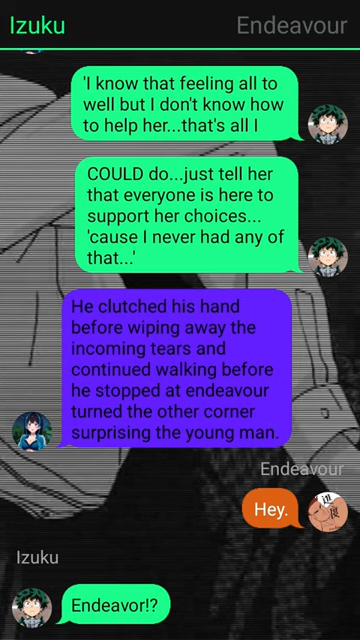 Izuku Endeavour
'I know that feeling all to
well but I don't know how
to help her...that's all I
COULD do...just tell her
that everyone is here to
support her choices...
'cause I never had any of
that...'
He clutched his hand
before wiping away the
incoming tears and
continued walking before
he stopped at endeavour
turned the other corner
surprising the young man.
Endeavour
Hey.
Izuku
Endeavor!?